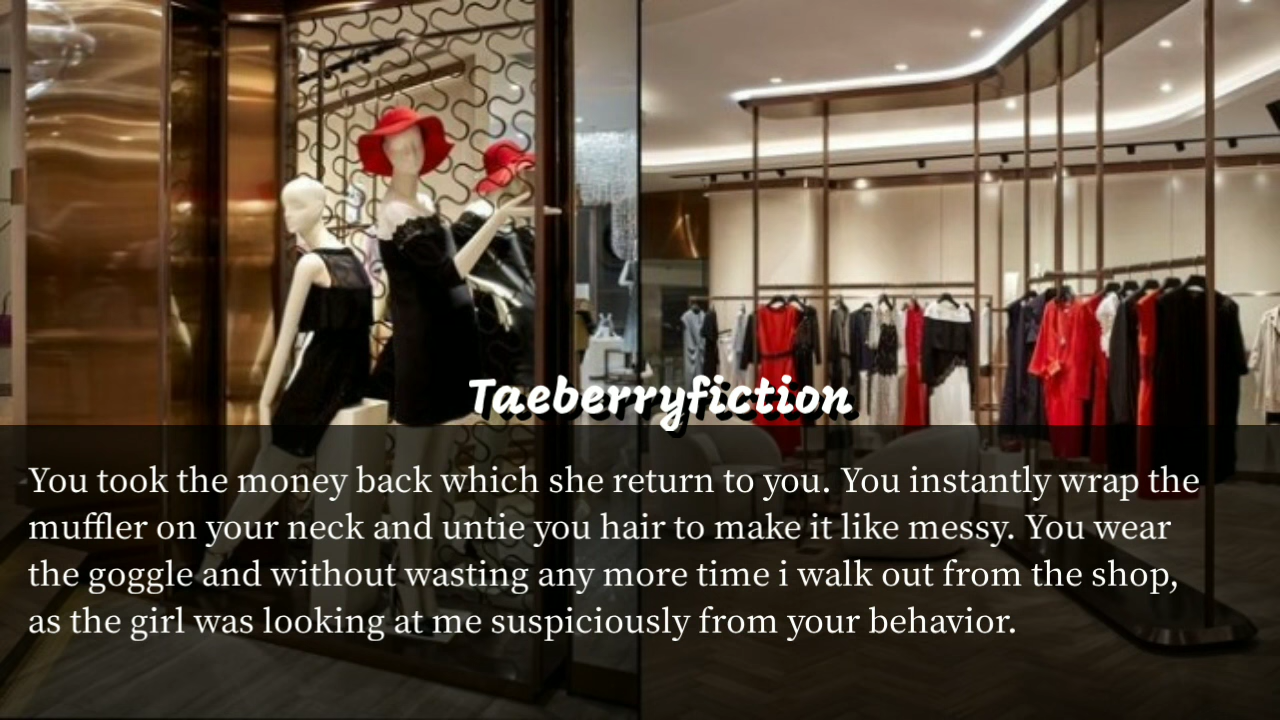 Taeberryfiction
You took the money back which she return to you. You instantly wrap the
muffler on your neck and untie you hair to make it like messy. You wear
the goggle and without wasting any more time i walk out from the shop,
as the girl was looking at me suspiciously from your behavior.